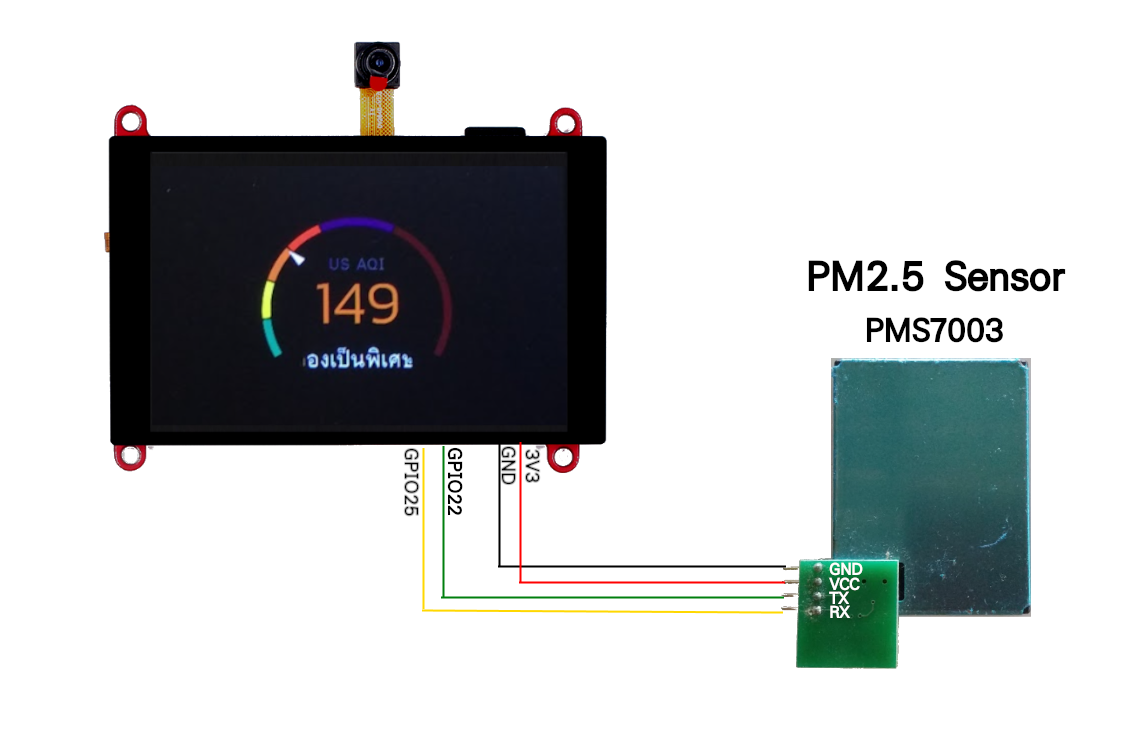 US AQI
149
องเป็นพิเศษ
PM2.5 Sensor
PMS7003
GPIO25
GPIO22
GND
3V3
GND
VCC
TX
RX